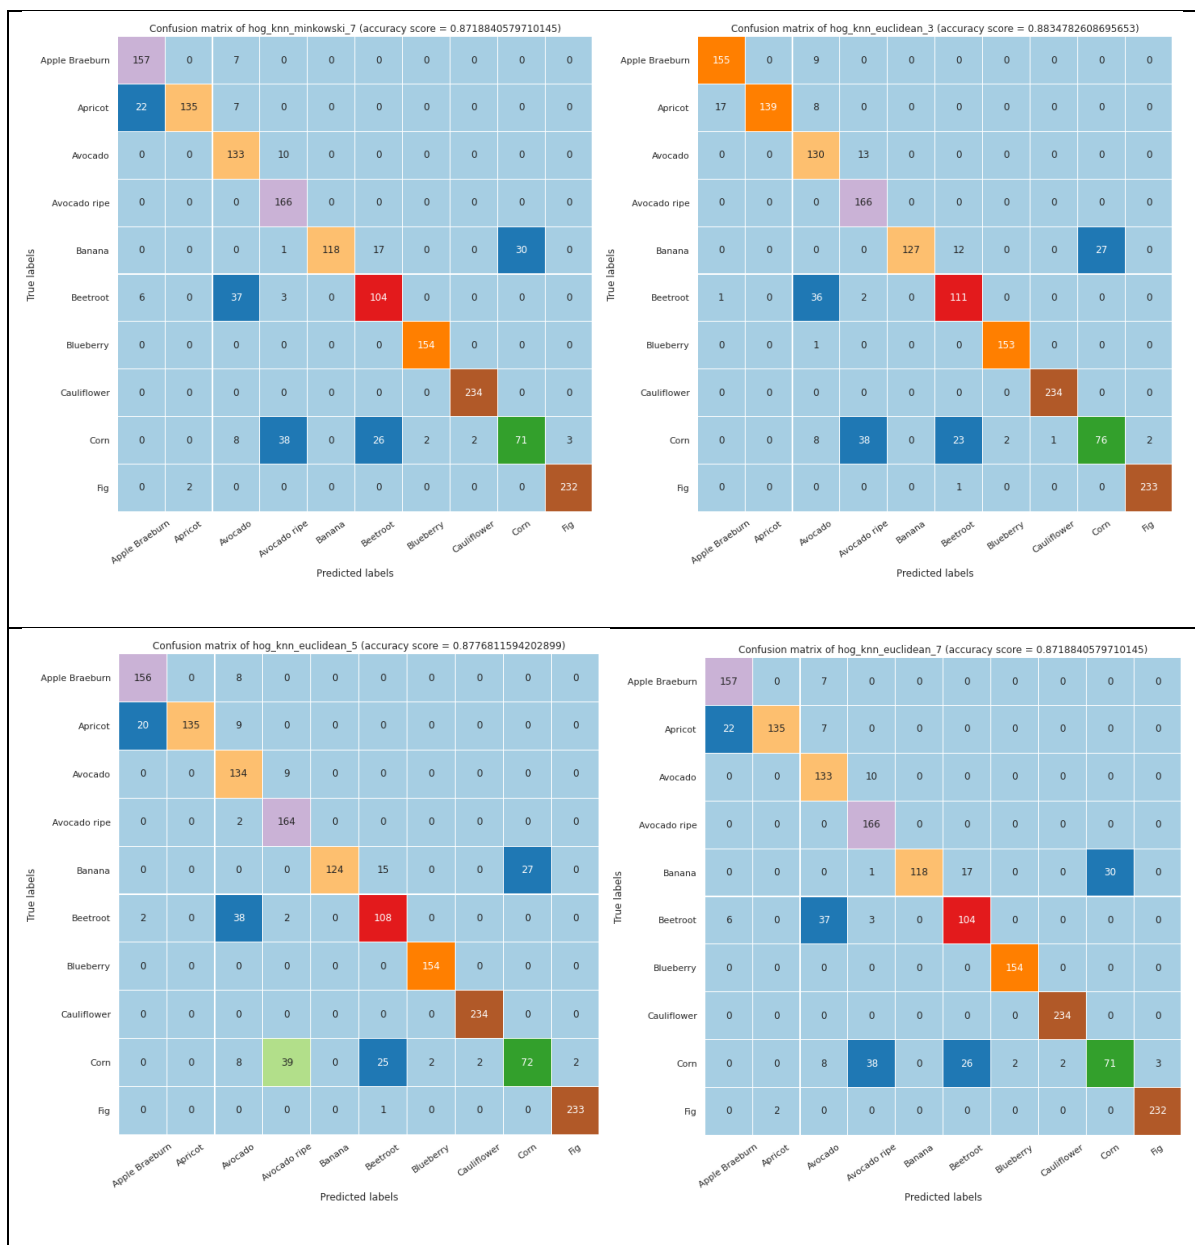 Confusion matrix of hog_knn_minkowski_7 (accuracy score = 0.8718840579710145)
True labels
Apple Braeburn 157 0 7 0 0 0 0 0 0 0
Apricot 22 135 7 0 0 0 0 0 0 0
Avocado 0 0 133 10 0 0 0 0 0 0
Avocado ripe 0 0 0 166 0 0 0 0 0 0
Banana 0 0 0 1 118 17 0 0 30 0
Beetroot 6 0 37 3 0 104 0 0 0 0
Blueberry 0 0 0 0 0 0 154 0 0 0
Cauliflower 0 0 0 0 0 0 0 234 0 0
Corn 0 0 8 38 0 26 2 2 71 3
Fig 0 2 0 0 0 0 0 0 0 232
Apple Braeburn Apricot Avocado Avocado ripe Banana Beetroot Blueberry Cauliflower Corn Fig
Predicted labels
Confusion matrix of hog_knn_euclidean_3 (accuracy score = 0.8834782608695653)
True labels
Apple Braeburn 155 0 9 0 0 0 0 0 0 0
Apricot 17 139 8 0 0 0 0 0 0 0
Avocado 0 0 130 13 0 0 0 0 0 0
Avocado ripe 0 0 0 166 0 0 0 0 0 0
Banana 0 0 0 0 127 12 0 0 27 0
Beetroot 1 0 36 2 0 111 0 0 0 0
Blueberry 0 0 1 0 0 0 153 0 0 0
Cauliflower 0 0 0 0 0 0 0 234 0 0
Corn 0 0 8 38 0 23 2 1 76 2
Fig 0 0 0 0 0 1 0 0 0 233
Apple Braeburn Apricot Avocado Avocado ripe Banana Beetroot Blueberry Cauliflower Corn Fig
Predicted labels
Confusion matrix of hog_knn_euclidean_5 (accuracy score = 0.8776811594202899)
True labels
Apple Braeburn 156 0 8 0 0 0 0 0 0 0
Apricot 20 135 9 0 0 0 0 0 0 0
Avocado 0 0 134 9 0 0 0 0 0 0
Avocado ripe 0 0 2 164 0 0 0 0 0 0
Banana 0 0 0 0 124 15 0 0 27 0
Beetroot 2 0 38 2 0 108 0 0 0 0
Blueberry 0 0 0 0 0 0 154 0 0 0
Cauliflower 0 0 0 0 0 0 0 234 0 0
Corn 0 0 8 39 0 25 2 2 72 2
Fig 0 0 0 0 0 1 0 0 0 233
Apple Braeburn Apricot Avocado Avocado ripe Banana Beetroot Blueberry Cauliflower Corn Fig
Predicted labels
Confusion matrix of hog_knn_euclidean_7 (accuracy score = 0.8718840579710145)
True labels
Apple Braeburn 157 0 7 0 0 0 0 0 0 0
Apricot 22 135 7 0 0 0 0 0 0 0
Avocado 0 0 133 10 0 0 0 0 0 0
Avocado ripe 0 0 0 166 0 0 0 0 0 0
Banana 0 0 0 1 118 17 0 0 30 0
Beetroot 6 0 37 3 0 104 0 0 0 0
Blueberry 0 0 0 0 0 0 154 0 0 0
Cauliflower 0 0 0 0 0 0 0 234 0 0
Corn 0 0 8 38 0 26 2 2 71 3
Fig 0 2 0 0 0 0 0 0 0 232
Apple Braeburn Apricot Avocado Avocado ripe Banana Beetroot Blueberry Cauliflower Corn Fig
Predicted labels